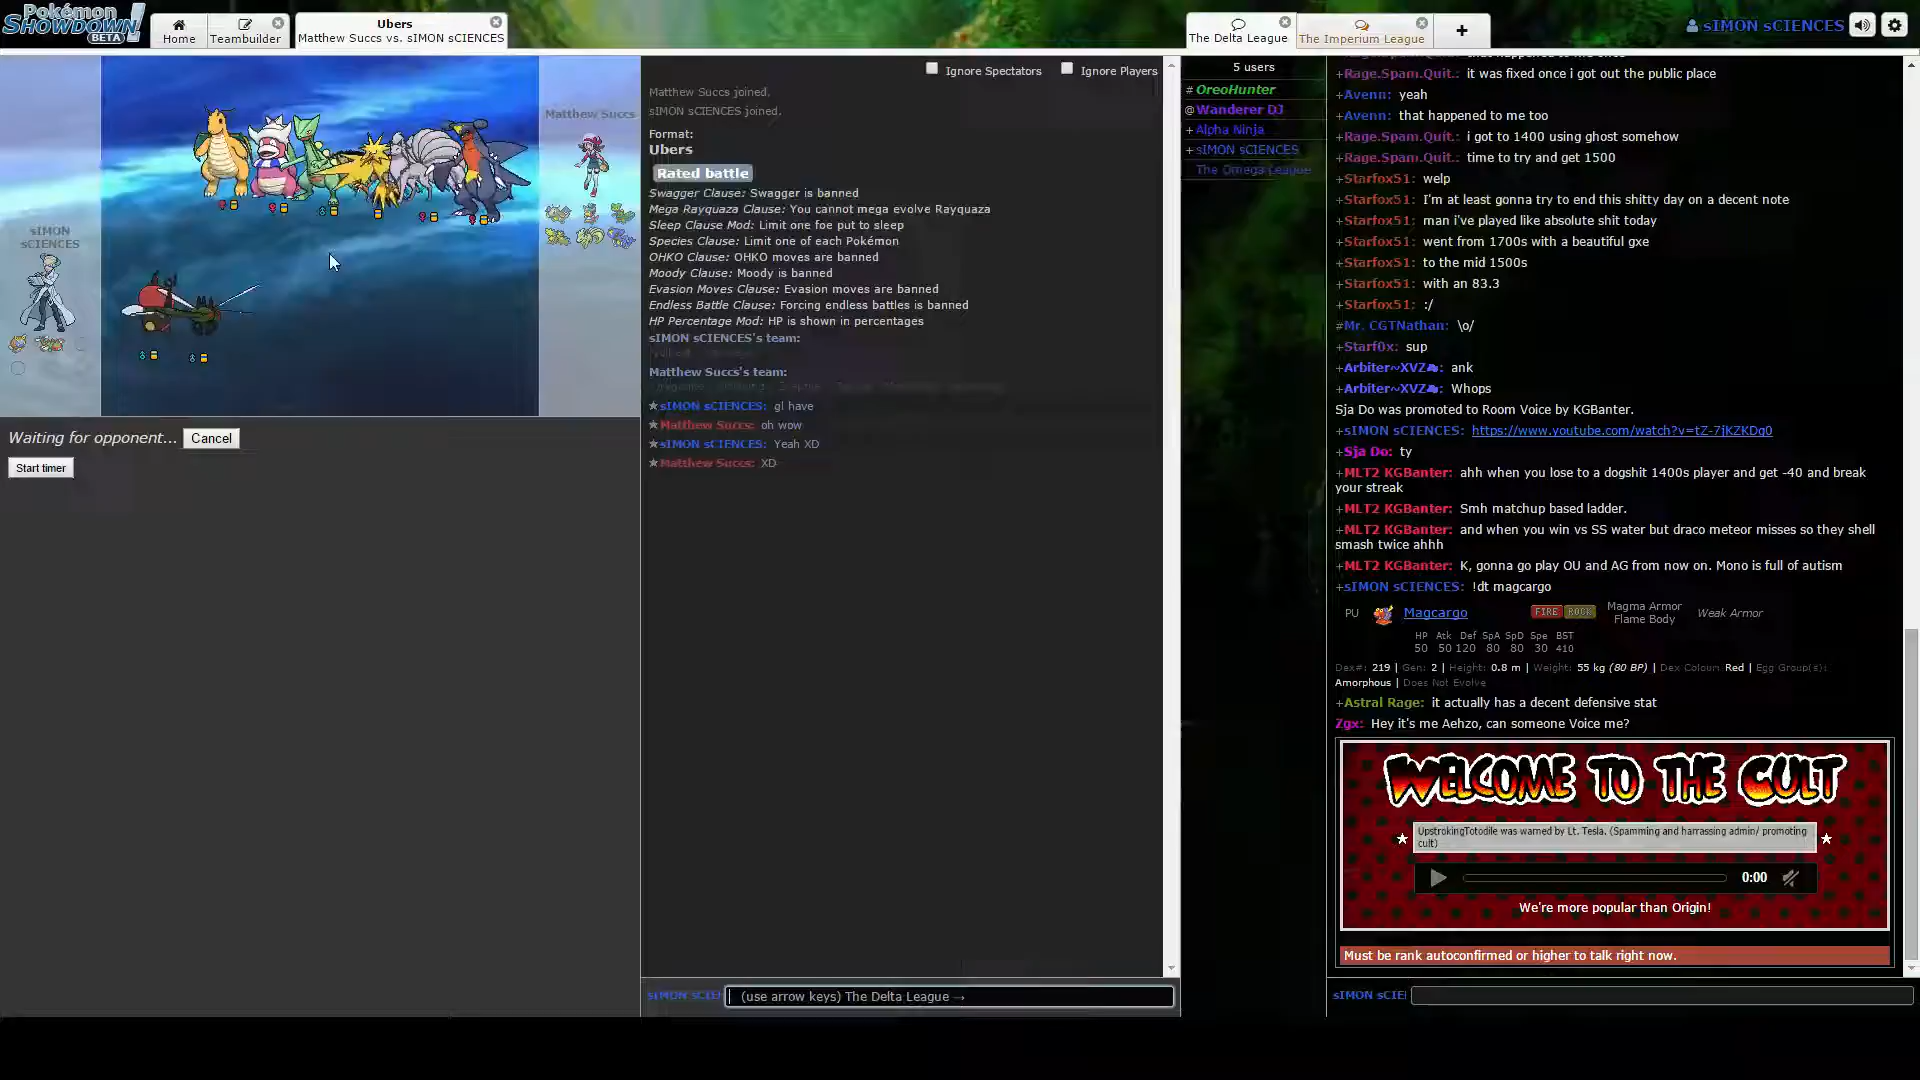 Pokémon
SHOWDOWN!
BETA
Home
Teambuilder
Ubers
Matthew Succs vs. sIMON sCIENCES
The Delta League
The Imperium League
+
sIMON sCIENCES
Matthew Succs
sIMON
sCIENCES
Waiting for opponent... Cancel
Start timer
Ignore Spectators Ignore Players
Matthew Succs joined.
sIMON sCIENCES joined.
Format:
Ubers
Rated battle
Swagger Clause: Swagger is banned
Mega Rayquaza Clause: You cannot mega evolve Rayquaza
Sleep Clause Mod: Limit one foe put to sleep
Species Clause: Limit one of each Pokémon
OHKO Clause: OHKO moves are banned
Moody Clause: Moody is banned
Evasion Moves Clause: Evasion moves are banned
Endless Battle Clause: Forcing endless battles is banned
HP Percentage Mod: HP is shown in percentages
sIMON sCIENCES's team:
Matthew Succs's team:
★sIMON sCIENCES: gl have
★Matthew Succs: oh wow
★sIMON sCIENCES: Yeah XD
★Matthew Succs: XD
sIMON sCIEN
(use arrow keys) The Delta League →
5 users
#OreoHunter
@Wanderer DJ
+Alpha Ninja
+sIMON sCIENCES
The Omega League
+Rage.Spam.Quit.: it was fixed once i got out the public place
+Avenn: yeah
+Avenn: that happened to me too
+Rage.Spam.Quit.: i got to 1400 using ghost somehow
+Rage.Spam.Quit.: time to try and get 1500
+Starfox51: welp
+Starfox51: I'm at least gonna try to end this shitty day on a decent note
+Starfox51: man i've played like absolute shit today
+Starfox51: went from 1700s with a beautiful gxe
+Starfox51: to the mid 1500s
+Starfox51: with an 83.3
+Starfox51: :/
#Mr. CGTNathan: \o/
+Starf0x: sup
+Arbiter~XVZ: ank
+Arbiter~XVZ: Whops
Sja Do was promoted to Room Voice by KGBanter.
+sIMON sCIENCES: https://www.youtube.com/watch?v=tZ-7jKZKDg0
+Sja Do: ty
+MLT2 KGBanter: ahh when you lose to a dogshit 1400s player and get -40 and break
your streak
+MLT2 KGBanter: Smh matchup based ladder.
+MLT2 KGBanter: and when you win vs SS water but draco meteor misses so they shell
smash twice ahhh
+MLT2 KGBanter: K, gonna go play OU and AG from now on. Mono is full of autism
+sIMON sCIENCES: !dt magcargo
PU Magcargo FIRE ROCK Magma Armor Flame Body Weak Armor
HP Atk Def SpA SpD Spe BST
50 50 120 80 80 30 410
Dex#: 219 | Gen: 2 | Height: 0.8 m | Weight: 55 kg (80 BP) | Dex Colour: Red | Egg Group(s):
Amorphous | Does Not Evolve
+Astral Rage: it actually has a decent defensive stat
Zgx: Hey it's me Aehzo, can someone Voice me?
WELCOME TO THE CULT
UpstrokingTotodile was warned by Lt. Tesla. (Spamming and harrassing admin/ promoting
cult)
0:00
We're more popular than Origin!
Must be rank autoconfirmed or higher to talk right now.
sIMON sCIE